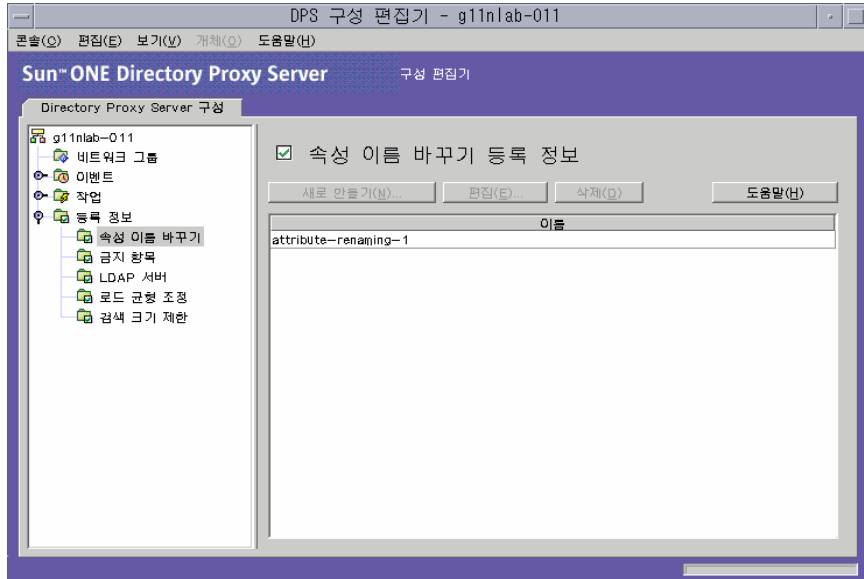 DPS 구성 편집기 - g11nlab-011
콘솔(C) 편집(E) 보기(V) 개체(O) 도움말(H)
Sun™ ONE Directory Proxy Server 구성 편집기
Directory Proxy Server 구성
g11nlab-011
네트워크 그룹
이벤트
작업
등록 정보
속성 이름 바꾸기
금지 항목
LDAP 서버
로드 균형 조정
검색 크기 제한
속성 이름 바꾸기 등록 정보
새로 만들기(N)... 편집(E)... 삭제(D) 도움말(H)
이름
attribute-renaming-1